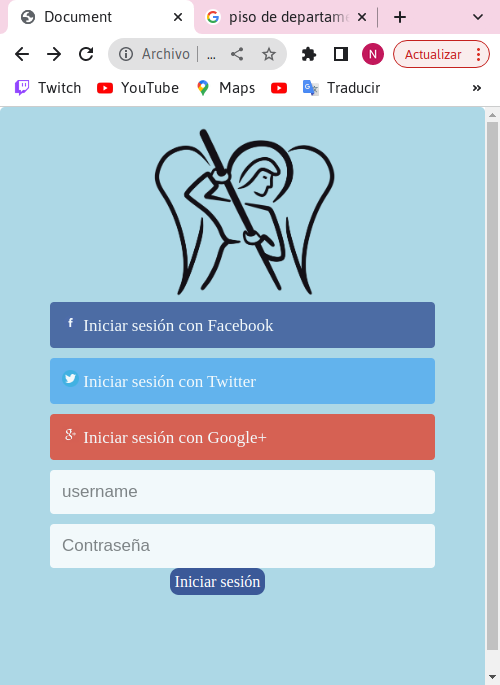 Document
piso de departame
Archivo
...
N
Actualizar
Twitch
YouTube
Maps
Traducir
»
f Iniciar sesión con Facebook
Iniciar sesión con Twitter
g+ Iniciar sesión con Google+
username
Contraseña
Iniciar sesión